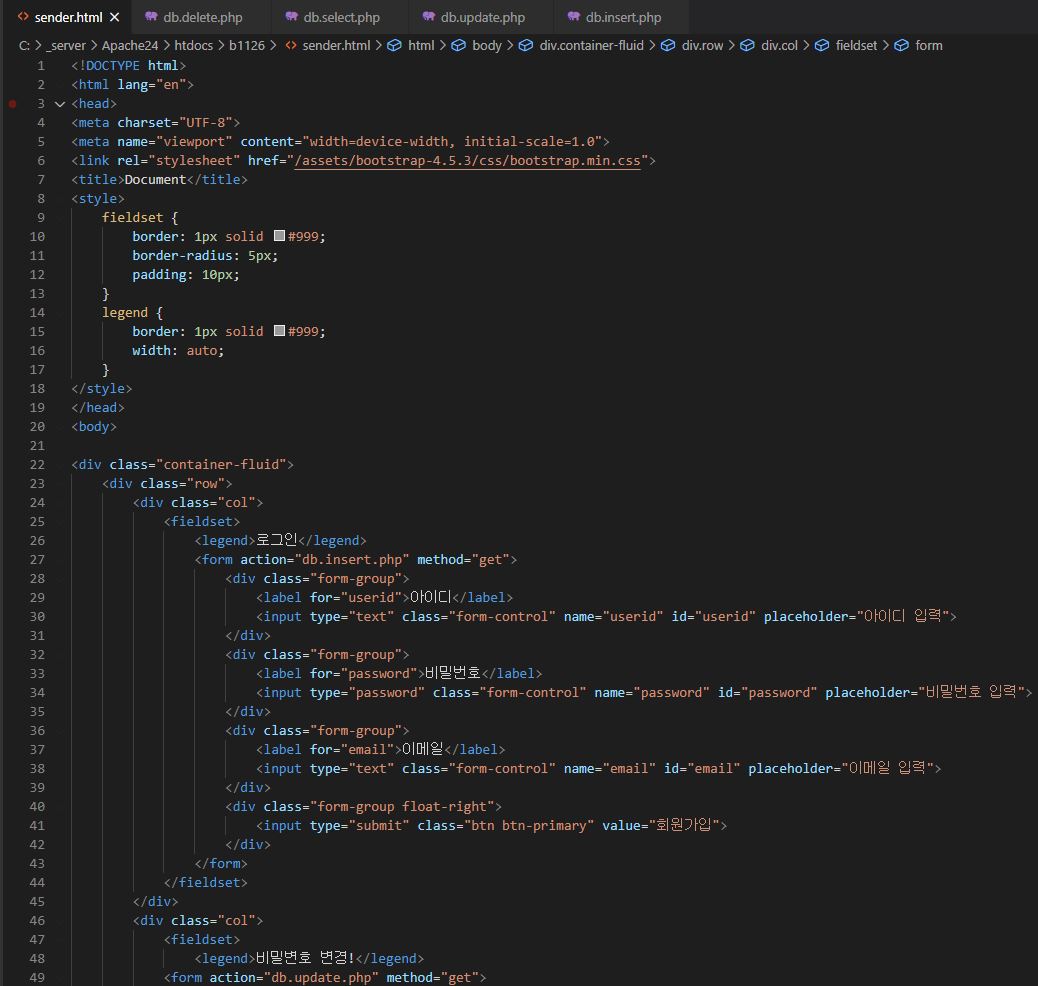 sender.html
db.delete.php
db.select.php
db.update.php
db.insert.php
C: > _server > Apache24 > htdocs > b1126 > sender.html > html > body > div.container-fluid > div.row > div.col > fieldset > form
1 <!DOCTYPE html>
2 <html lang="en">
3 <head>
4 <meta charset="UTF-8">
5 <meta name="viewport" content="width=device-width, initial-scale=1.0">
6 <link rel="stylesheet" href="/assets/bootstrap-4.5.3/css/bootstrap.min.css">
7 <title>Document</title>
8 <style>
9 fieldset {
10 border: 1px solid #999;
11 border-radius: 5px;
12 padding: 10px;
13 }
14 legend {
15 border: 1px solid #999;
16 width: auto;
17 }
18 </style>
19 </head>
20 <body>
21
22 <div class="container-fluid">
23 <div class="row">
24 <div class="col">
25 <fieldset>
26 <legend>로그인</legend>
27 <form action="db.insert.php" method="get">
28 <div class="form-group">
29 <label for="userid">아이디</label>
30 <input type="text" class="form-control" name="userid" id="userid" placeholder="아이디 입력">
31 </div>
32 <div class="form-group">
33 <label for="password">비밀번호</label>
34 <input type="password" class="form-control" name="password" id="password" placeholder="비밀번호 입력">
35 </div>
36 <div class="form-group">
37 <label for="email">이메일</label>
38 <input type="text" class="form-control" name="email" id="email" placeholder="이메일 입력">
39 </div>
40 <div class="form-group float-right">
41 <input type="submit" class="btn btn-primary" value="회원가입">
42 </div>
43 </form>
44 </fieldset>
45 </div>
46 <div class="col">
47 <fieldset>
48 <legend>비밀변호 변경!</legend>
49 <form action="db.update.php" method="get">